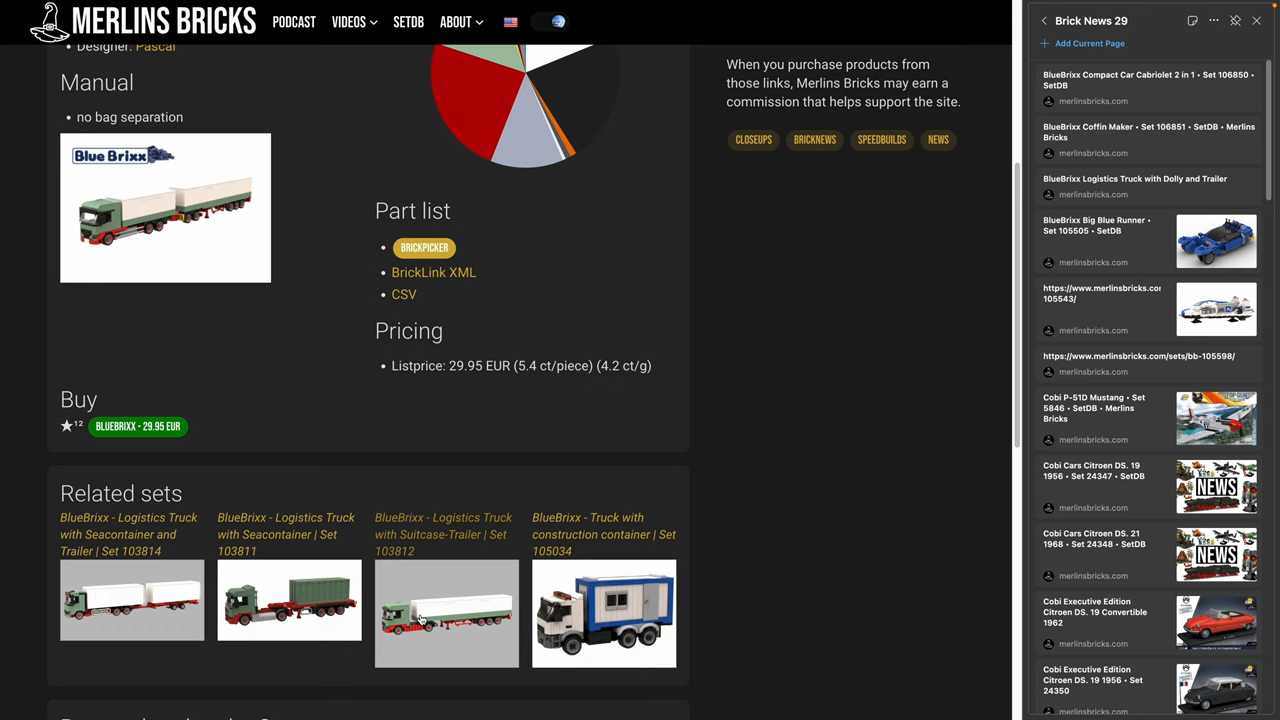 MERLINS BRICKS
PODCAST
VIDEOS
SETDB
ABOUT
Designer: Pascal
Manual
no bag separation
Blue Brixx
Part list
BRICKPICKER
BrickLink XML
CSV
Pricing
Listprice: 29.95 EUR (5.4 ct/piece) (4.2 ct/g)
Buy
★12 BLUEBRIXX - 29.95 EUR
Related sets
BlueBrixx - Logistics Truck
with Seacontainer and
Trailer | Set 103814
BlueBrixx - Logistics Truck
with Seacontainer | Set
103811
BlueBrixx - Logistics Truck
with Suitcase-Trailer | Set
103812
BlueBrixx - Truck with
construction container | Set
105034
When you purchase products from
those links, Merlins Bricks may earn a
commission that helps support the site.
CLOSEUPS
BRICKNEWS
SPEEDBUILDS
NEWS
Brick News 29
Add Current Page
BlueBrixx Compact Car Cabriolet 2 in 1 • Set 106850 •
SetDB
merlinsbricks.com
BlueBrixx Coffin Maker • Set 106851 • SetDB • Merlins
Bricks
merlinsbricks.com
BlueBrixx Logistics Truck with Dolly and Trailer
merlinsbricks.com
BlueBrixx Big Blue Runner •
Set 105505 • SetDB
merlinsbricks.com
https://www.merlinsbricks.co
105543/
merlinsbricks.com
https://www.merlinsbricks.com/sets/bb-105598/
merlinsbricks.com
Cobi P-51D Mustang • Set
5846 • SetDB • Merlins
Bricks
merlinsbricks.com
Cobi Cars Citroen DS. 19
1956 • Set 24347 • SetDB
NEWS
merlinsbricks.com
Cobi Cars Citroen DS. 21
1968 • Set 24348 • SetDB
NEWS
merlinsbricks.com
Cobi Executive Edition
Citroen DS. 19 Convertible
1962
merlinsbricks.com
Cobi Executive Edition
Citroen DS. 19 1956 • Set
24350
merlinsbricks.com